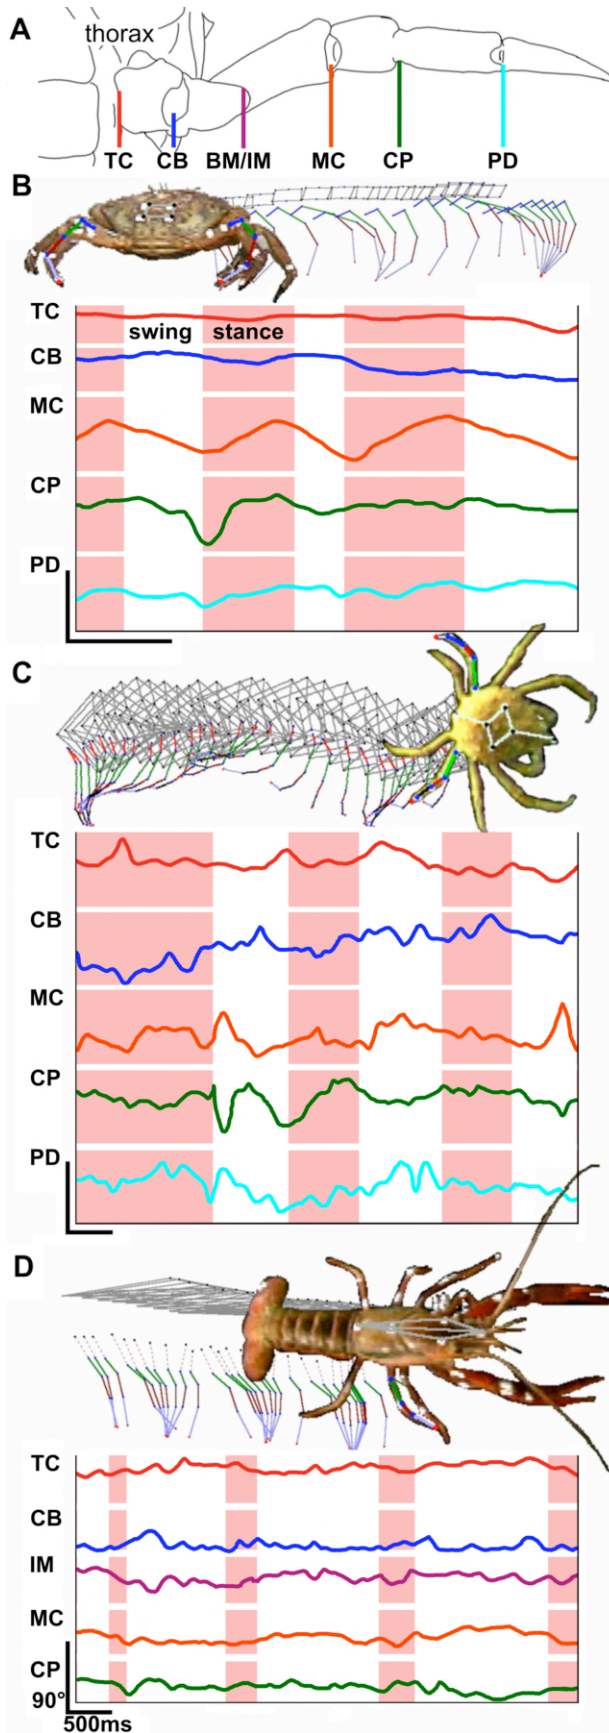 A
thorax
TC CB BM/IM MC CP PD
B
TC
swing stance
CB
MC
CP
PD
C
TC
CB
MC
CP
PD
D
TC
CB
IM
MC
CP
90°
500ms